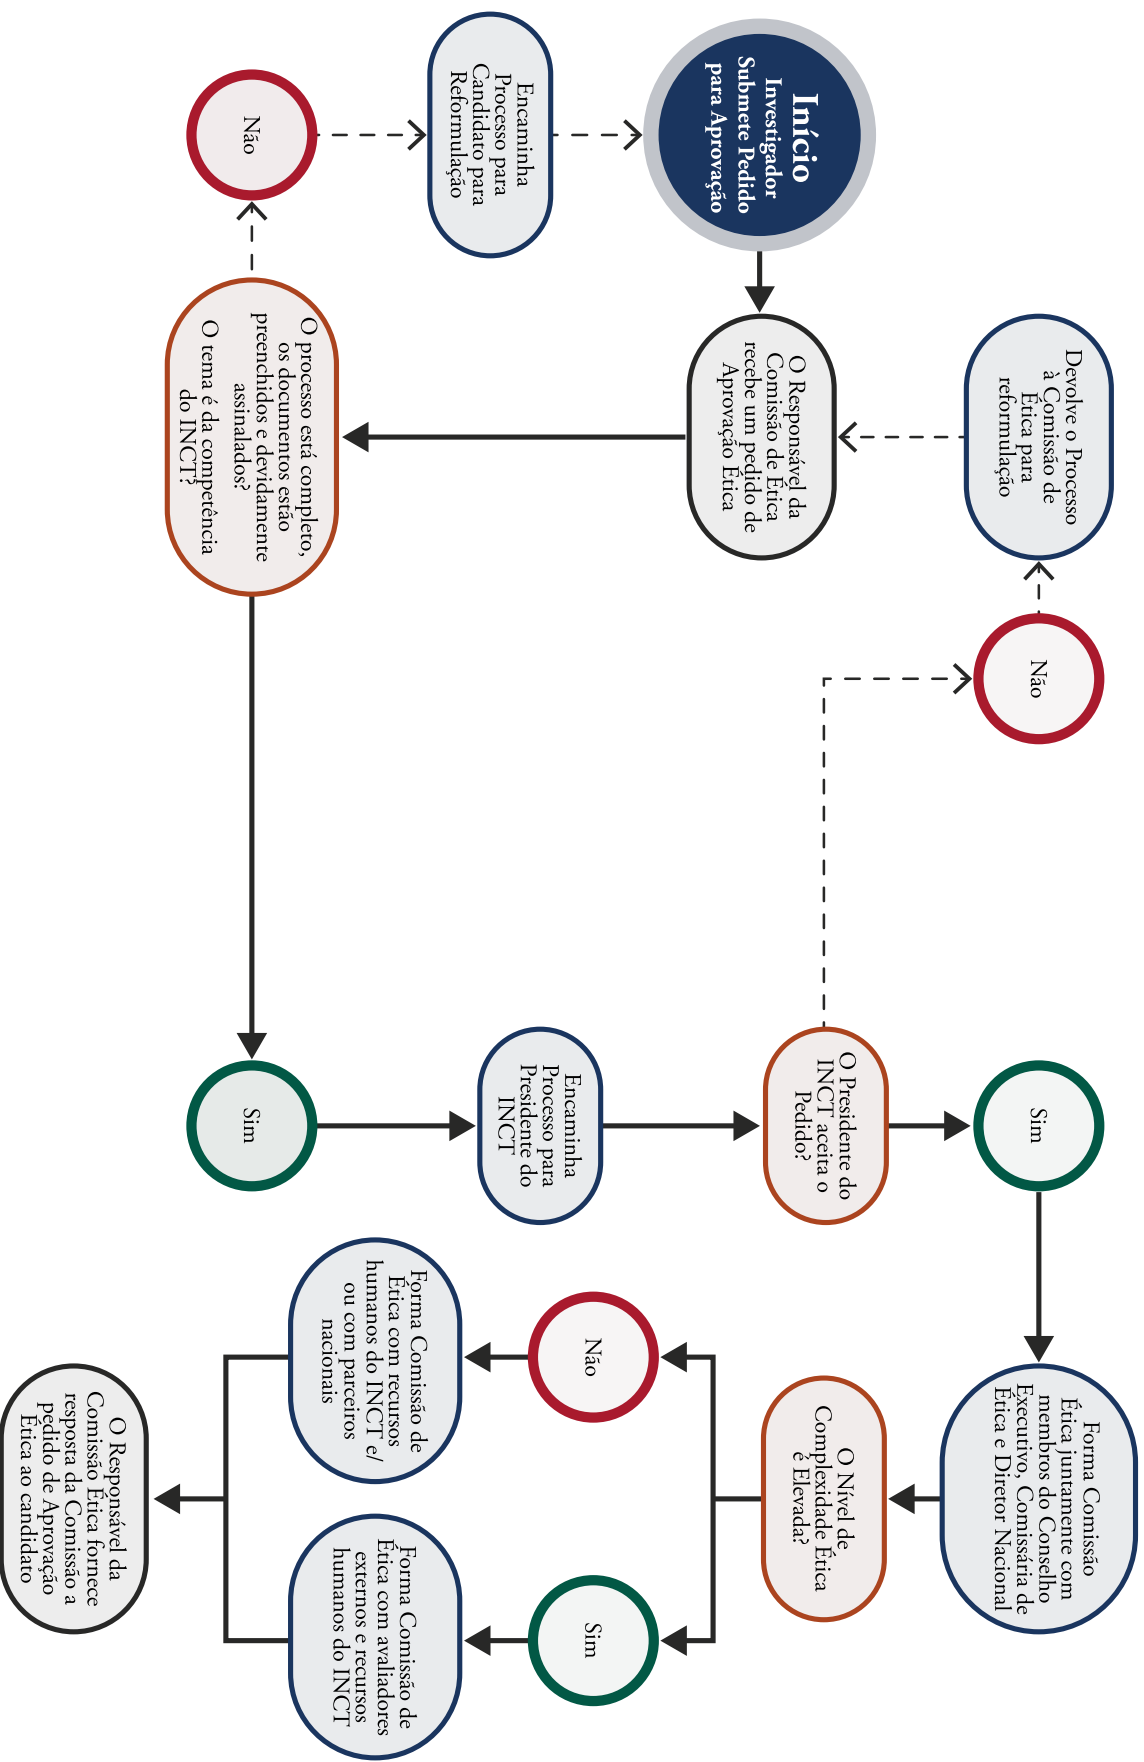 Início
Investigador
Submete Pedido
para Aprovação
O Responsável da
Comissão de Ética
recebe um pedido de
Aprovação Ética
O processo está completo,
os documentos estão
preenchidos e devidamente
assinalados?
O tema é da competência
do INCT?
Não
Encaminha
Processo para
Candidato para
Reformulação
Sim
Encaminha
Processo para
Presidente do
INCT
O Presidente do
INCT aceita o
Pedido?
Não
Devolve o Processo
à Comissão de
Ética para
reformulação
Sim
Forma Comissão
Ética juntamente com
membros do Conselho
Executivo, Comissária de
Ética e Diretor Nacional
O Nível de
Complexidade Ética
é Elevada?
Não
Forma Comissão de
Ética com recursos
humanos do INCT e/
ou com parceiros
nacionais
Sim
Forma Comissão de
Ética com avaliadores
externos e recursos
humanos do INCT
O Responsável da
Comissão Ética fornece
resposta da Comissão a
pedido de Aprovação
Ética ao candidato